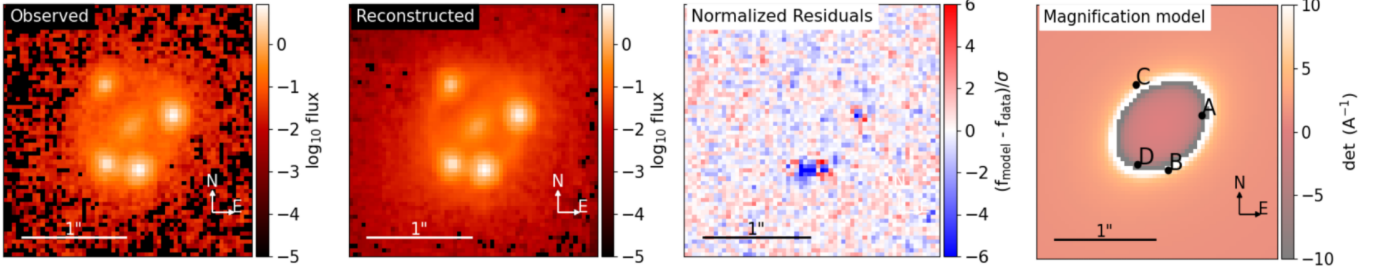 Observed
0
−1
−2
−3
−4
−5
log10 flux
N
E
1"
Reconstructed
0
−1
−2
−3
−4
−5
log10 flux
N
E
1"
Normalized Residuals
6
4
2
0
−2
−4
−6
(fmodel - fdata)/σ
1"
Magnification model
10
5
0
−5
−10
det (A⁻¹)
C
A
D
B
N
E
1"